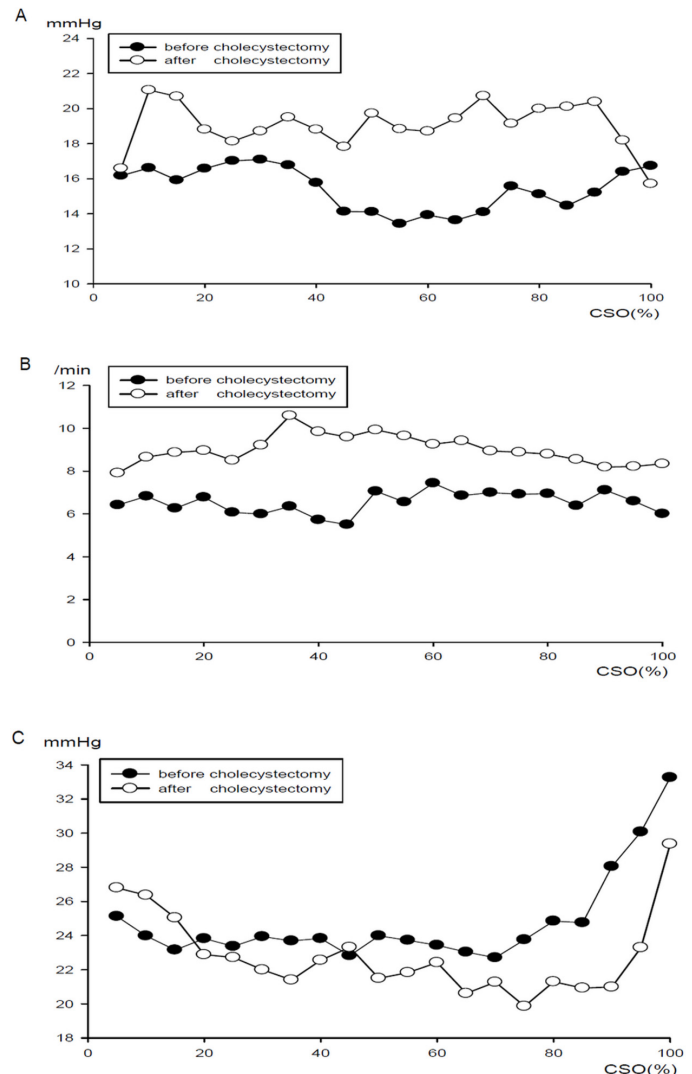 A
mmHg
24
before cholecystectomy
after cholecystectomy
22
20
18
16
14
12
10
0 20 40 60 80 100
CSO(%)
B
/min
12
before cholecystectomy
after cholecystectomy
10
8
6
4
2
0
0 20 40 60 80 100
CSO(%)
C
mmHg
34
before cholecystectomy
after cholecystectomy
32
30
28
26
24
22
20
18
0 20 40 60 80 100
CSO(%)